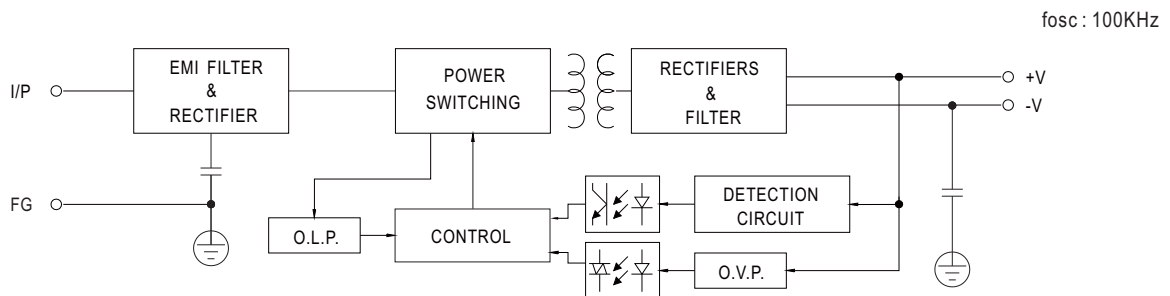 fosc : 100KHz
I/P
EMI FILTER
&
RECTIFIER
POWER
SWITCHING
RECTIFIERS
&
FILTER
+V
-V
FG
O.L.P.
CONTROL
DETECTION
CIRCUIT
O.V.P.